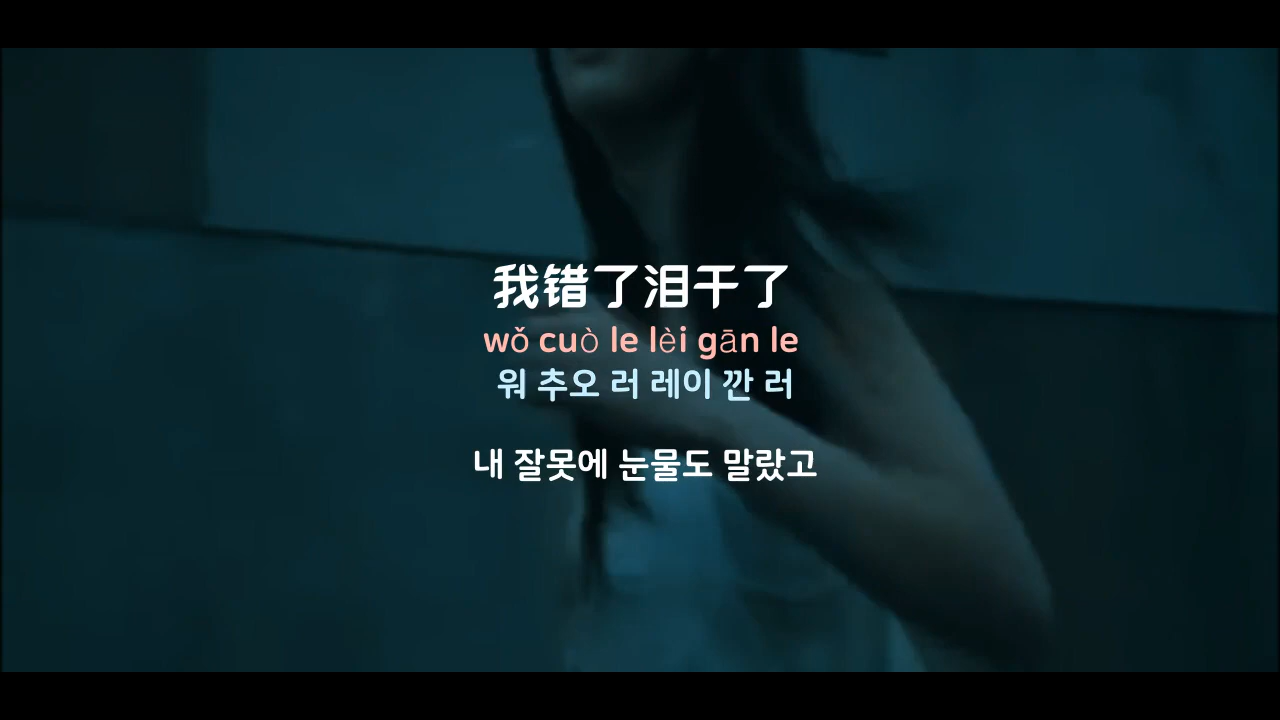 我错了泪干了
wǒ cuò le lèi gān le
워 추오 러 레이 깐 러
내 잘못에 눈물도 말랐고